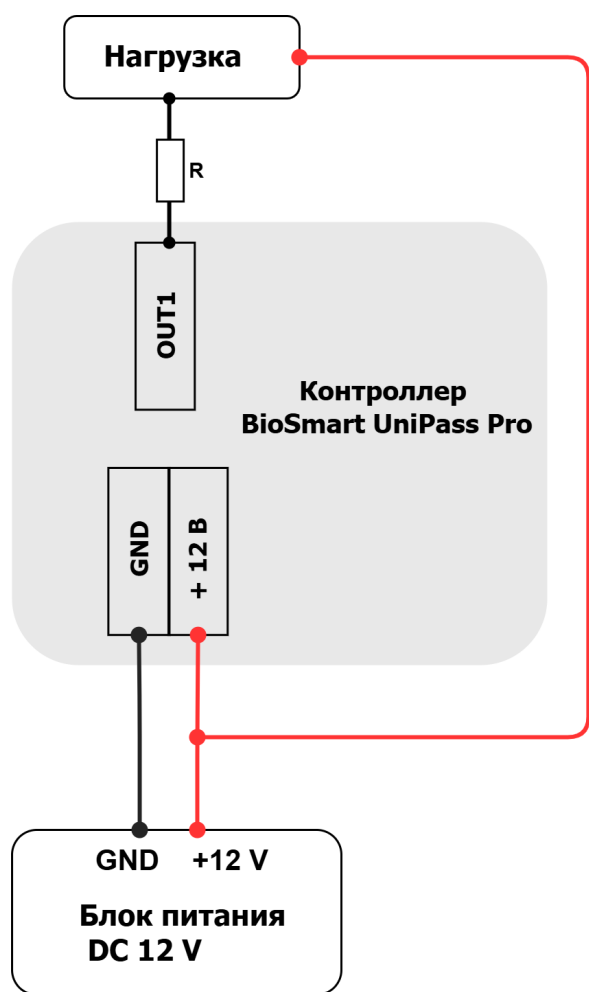 Нагрузка
R
OUT1
Контроллер
BioSmart UniPass Pro
GND
+ 12 В
GND
+12 V
Блок питания
DC 12 V